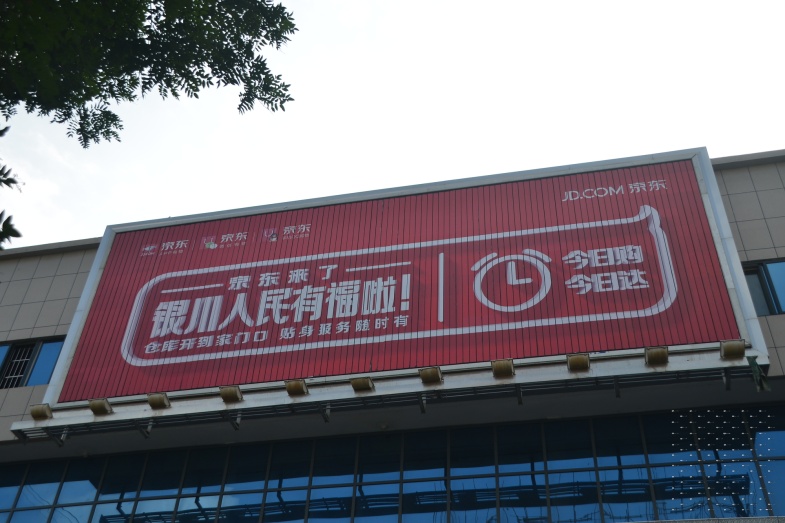 京东
京东
京东
JD.COM 京东
京东来了
银川人民有福啦!
仓库开到家门口 贴身服务随时有
今日购
今日达